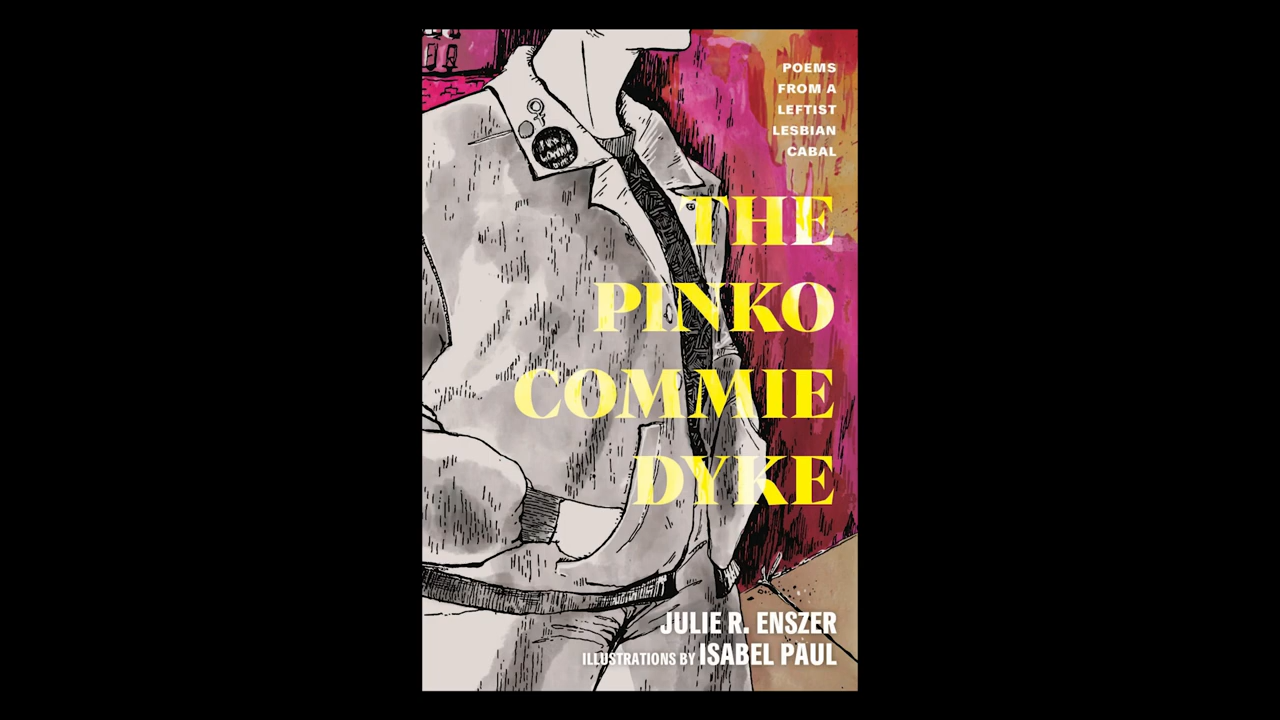 POEMS
FROM A
LEFTIST
LESBIAN
CABAL
THE
PINKO
COMMIE
DYKE
JULIE R. ENSZER
ILLUSTRATIONS BY ISABEL PAUL